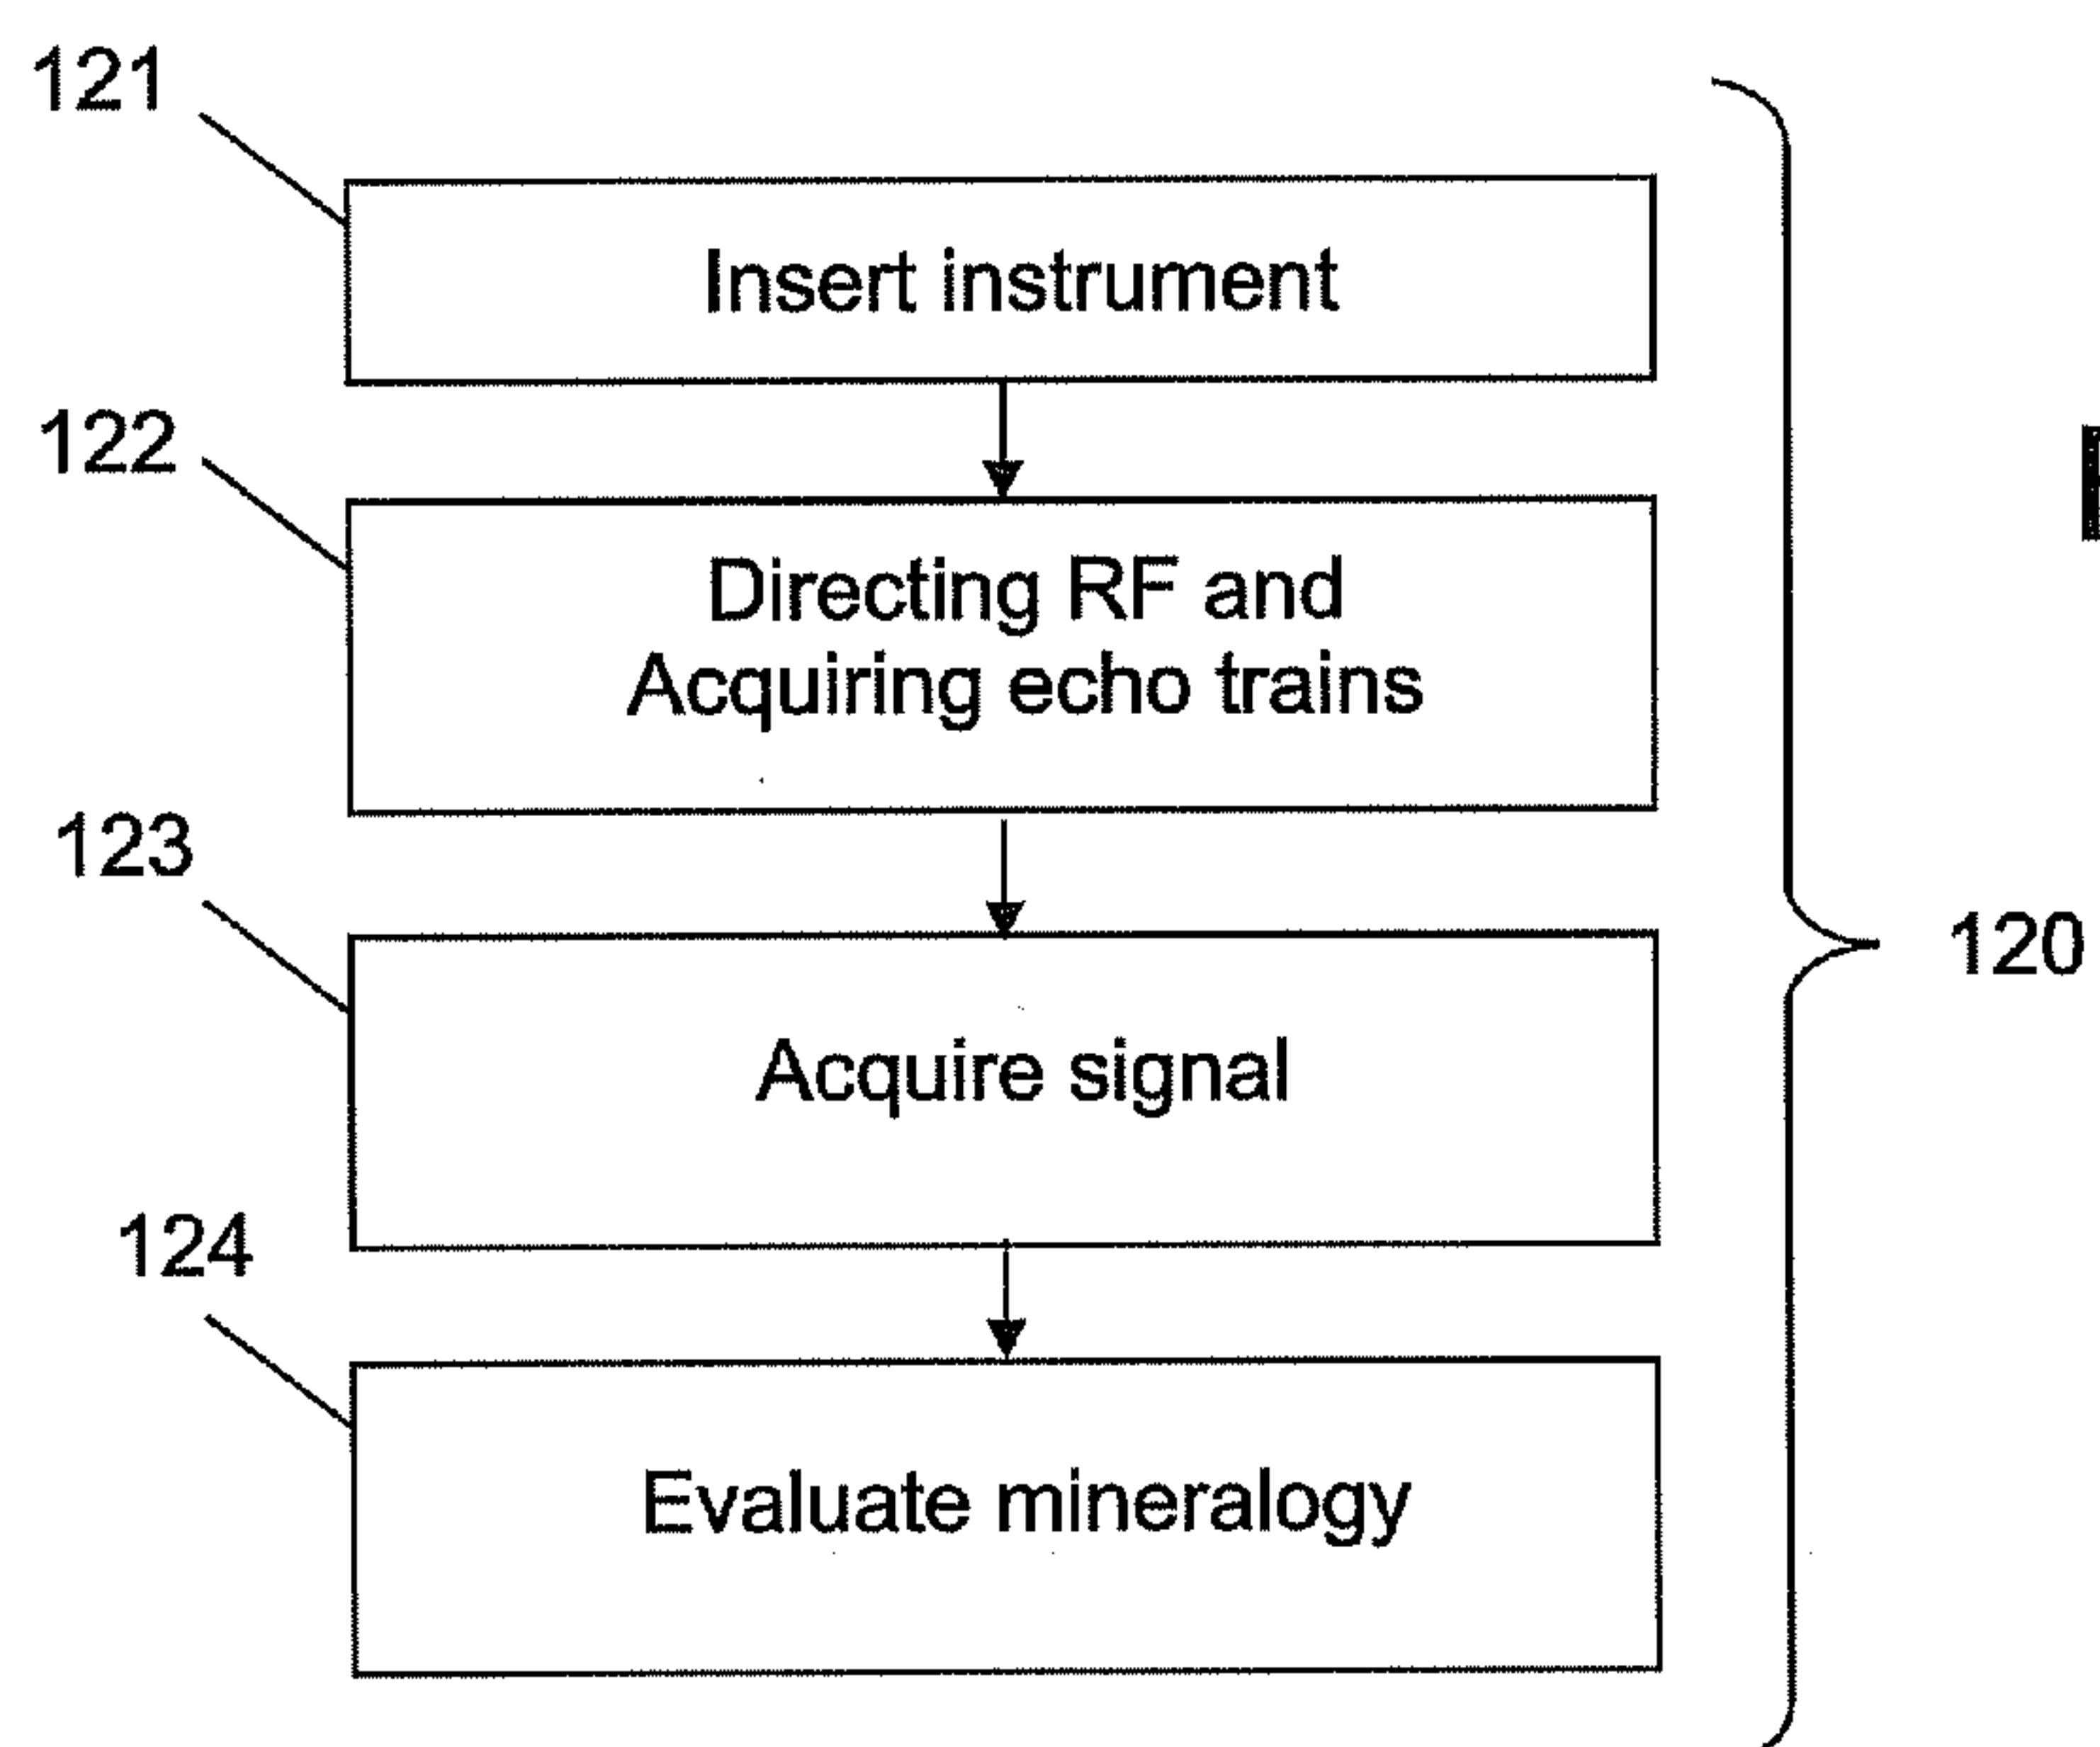 121
Insert instrument
122
Directing RF and
Acquiring echo trains
123
Acquire signal
120
124
Evaluate mineralogy